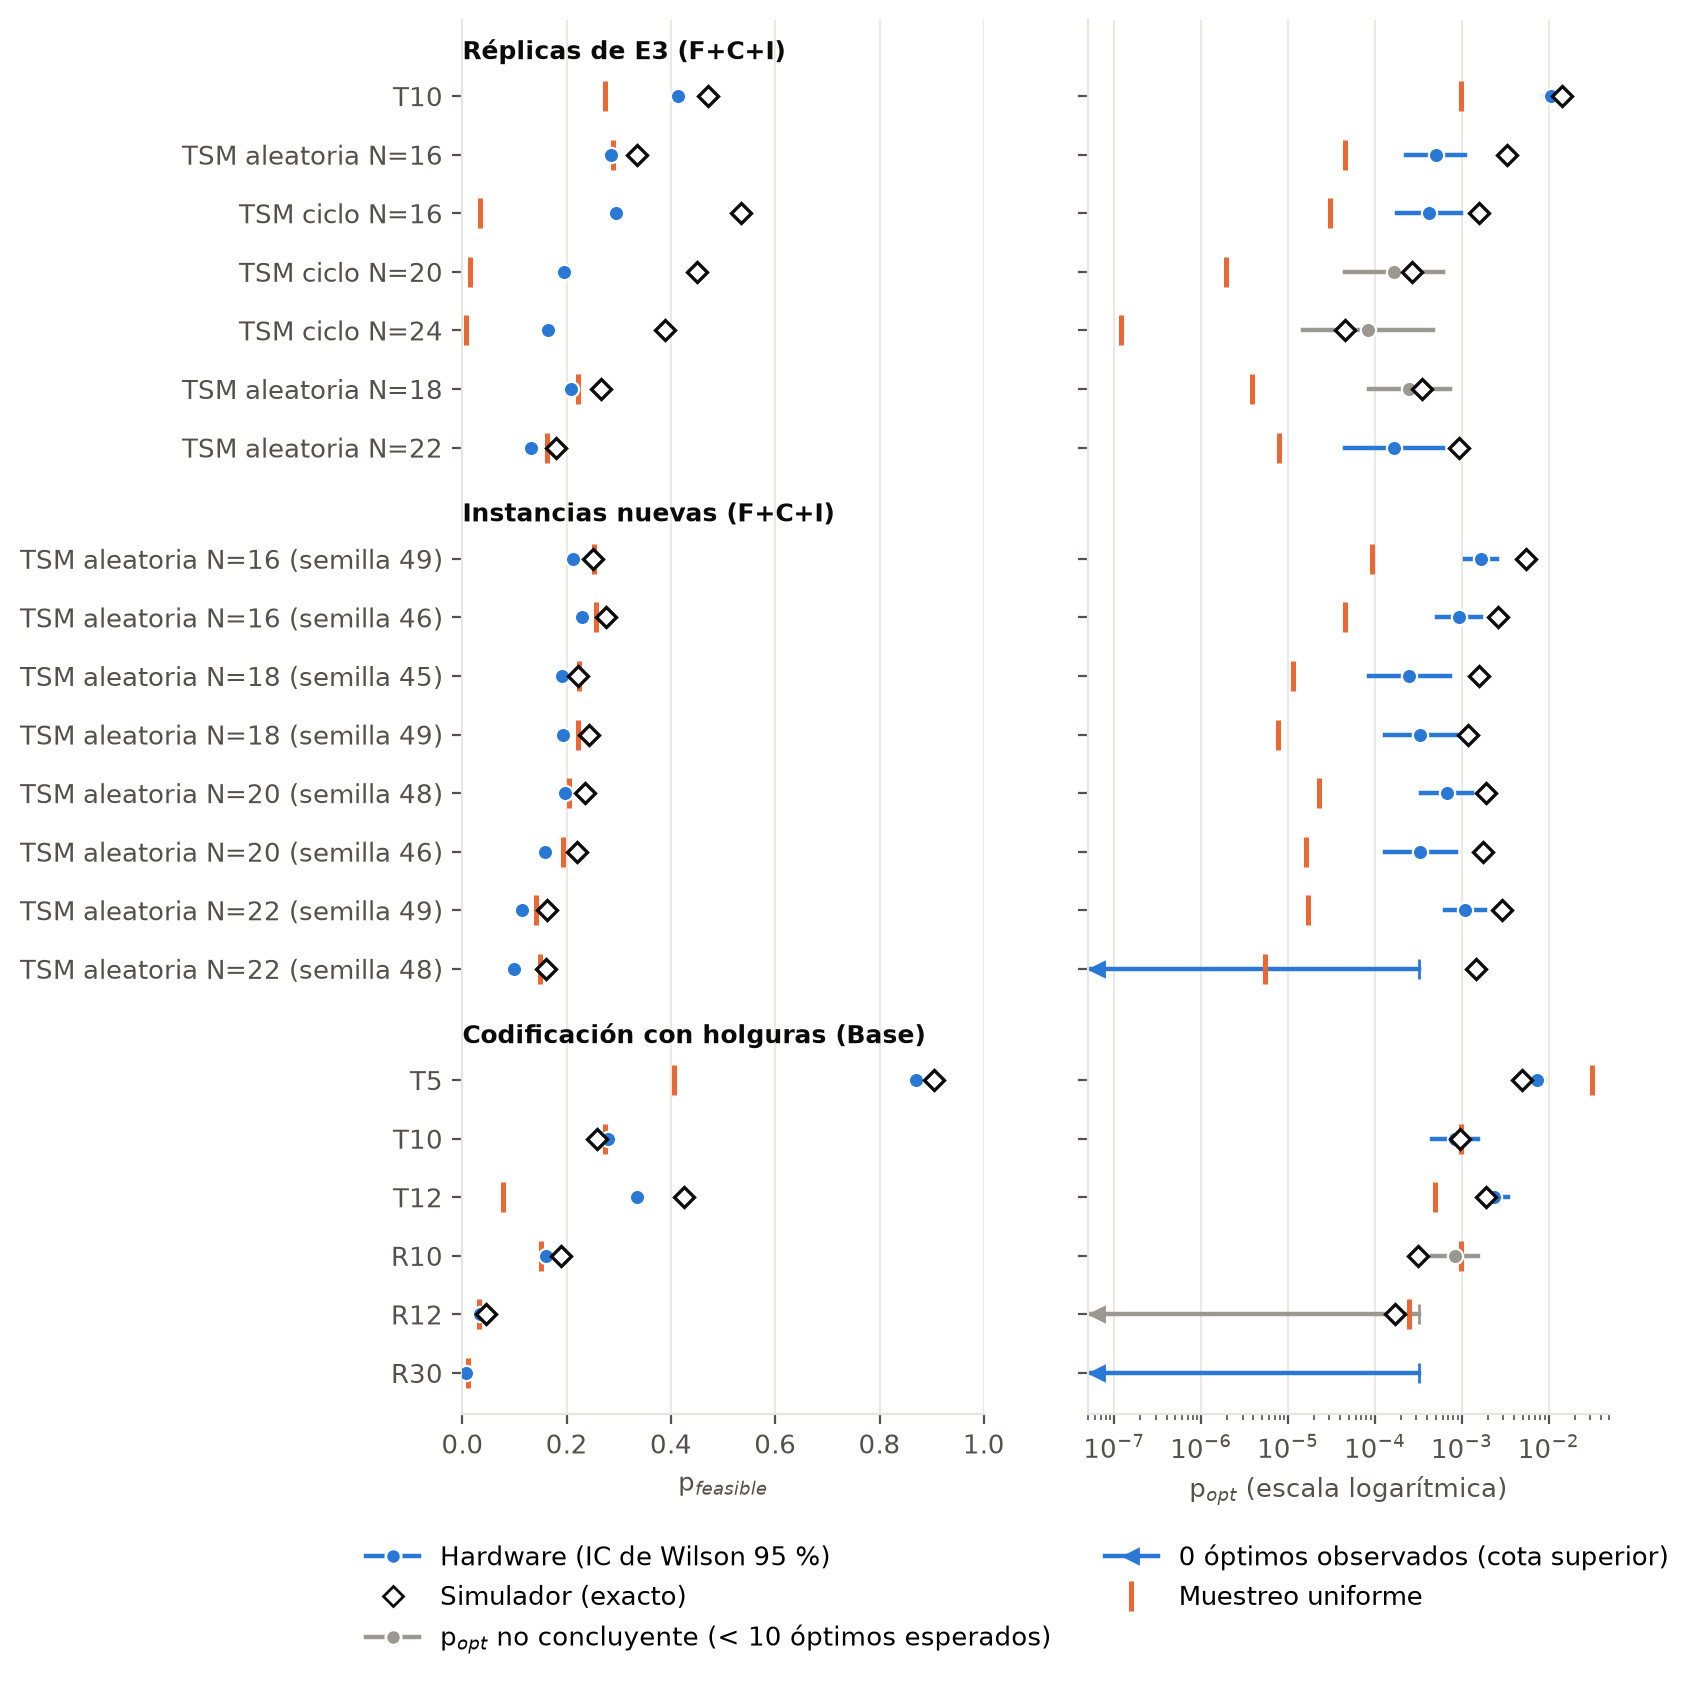 Réplicas de E3 (F+C+I)
T10
TSM aleatoria N=16
TSM ciclo N=16
TSM ciclo N=20
TSM ciclo N=24
TSM aleatoria N=18
TSM aleatoria N=22
Instancias nuevas (F+C+I)
TSM aleatoria N=16 (semilla 49)
TSM aleatoria N=16 (semilla 46)
TSM aleatoria N=18 (semilla 45)
TSM aleatoria N=18 (semilla 49)
TSM aleatoria N=20 (semilla 48)
TSM aleatoria N=20 (semilla 46)
TSM aleatoria N=22 (semilla 49)
TSM aleatoria N=22 (semilla 48)
Codificación con holguras (Base)
T5
T10
T12
R10
R12
R30
0.0 0.2 0.4 0.6 0.8 1.0
p_feasible
10^-7 10^-6 10^-5 10^-4 10^-3 10^-2
p_opt (escala logarítmica)
Hardware (IC de Wilson 95 %)
Simulador (exacto)
p_opt no concluyente (< 10 óptimos esperados)
0 óptimos observados (cota superior)
Muestreo uniforme